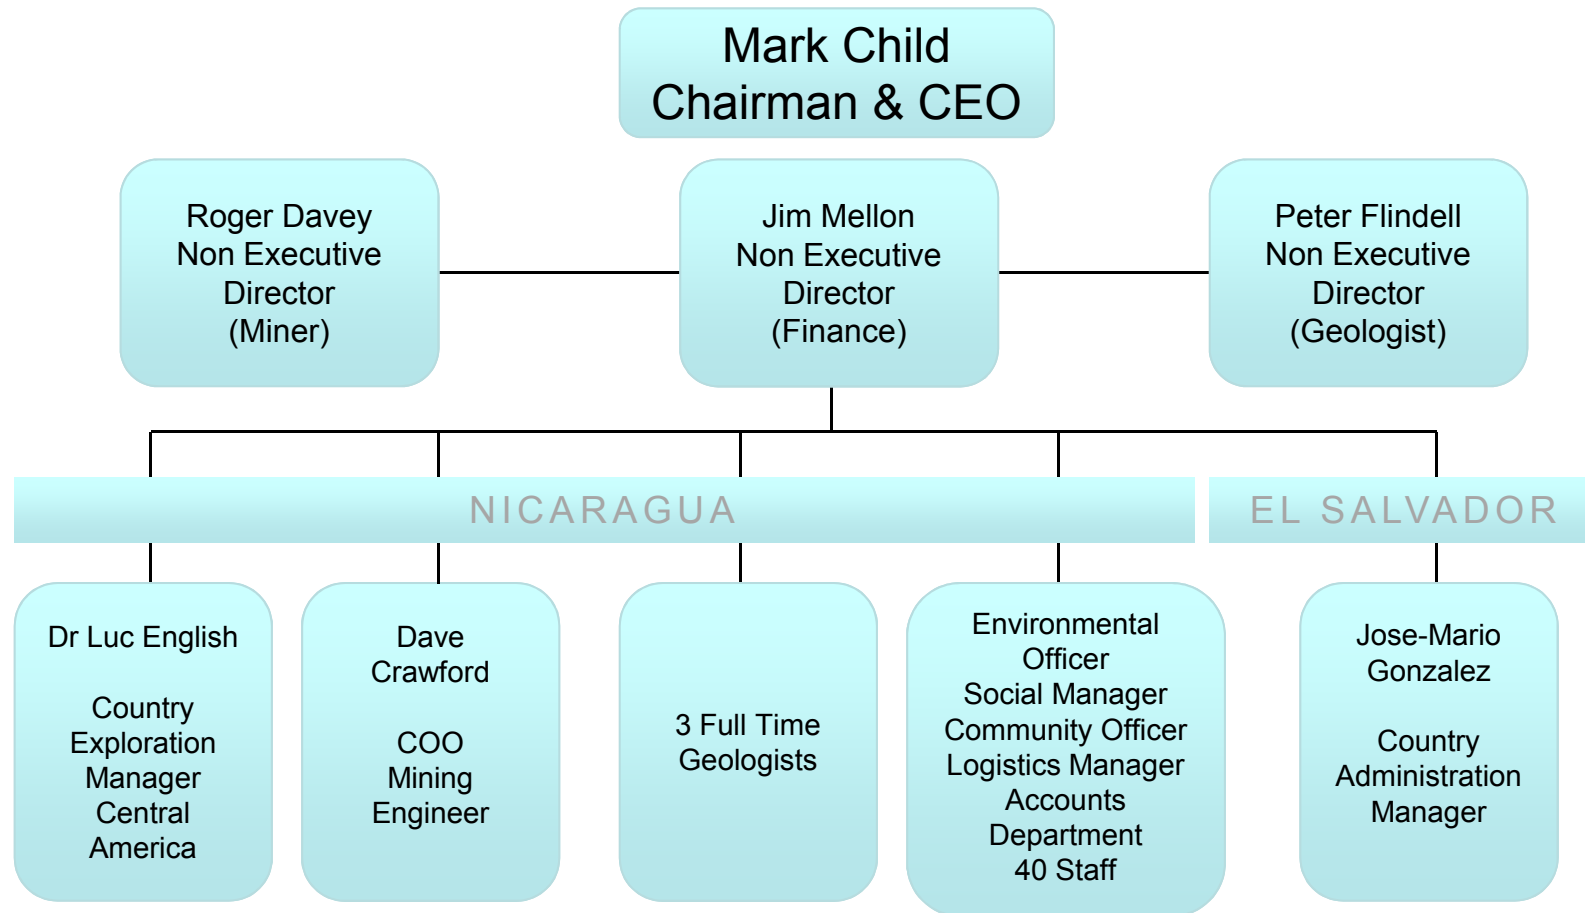 Mark Child
Chairman & CEO
Roger Davey
Non Executive
Director
(Miner)
Jim Mellon
Non Executive
Director
(Finance)
Peter Flindell
Non Executive
Director
(Geologist)
NICARAGUA
EL SALVADOR
Dr Luc English
Country
Exploration
Manager
Central
America
Dave
Crawford
COO
Mining
Engineer
3 Full Time
Geologists
Environmental
Officer
Social Manager
Community Officer
Logistics Manager
Accounts
Department
40 Staff
Jose-Mario
Gonzalez
Country
Administration
Manager